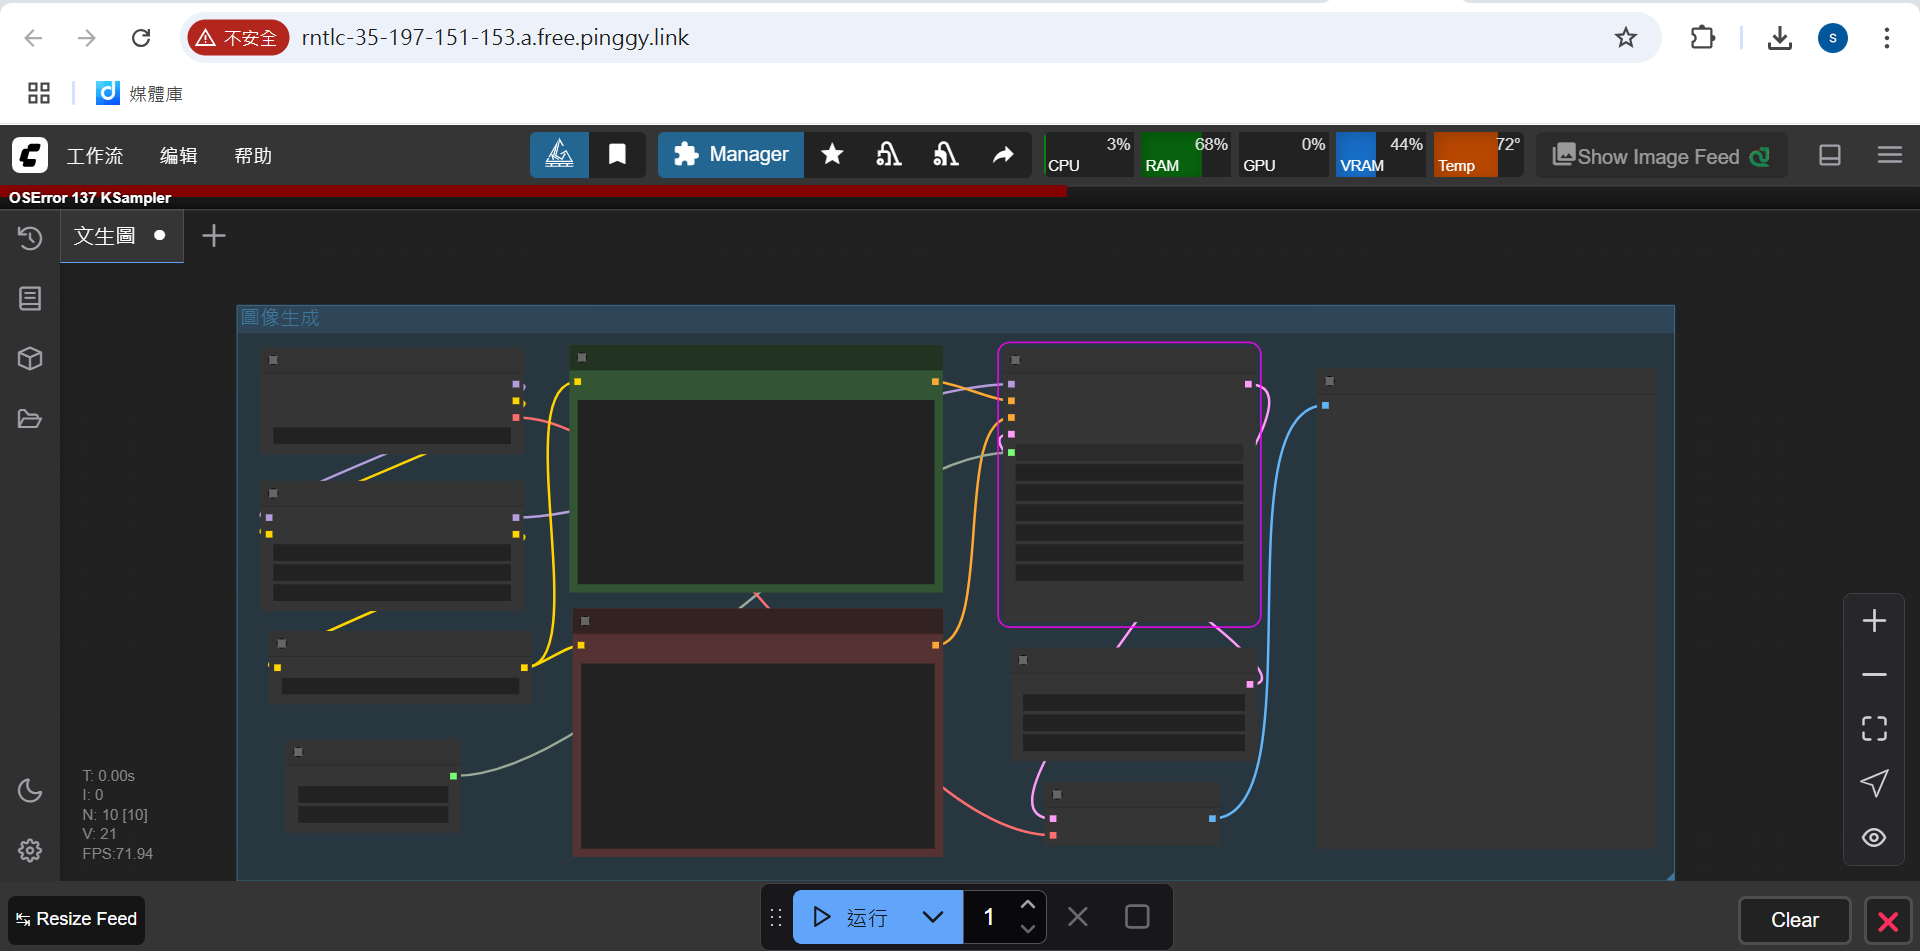 不安全
rntlc-35-197-151-153.a.free.pinggy.link
S
媒體庫
工作流 编辑 帮助
Manager
CPU 3%
RAM 68%
GPU 0%
VRAM 44%
Temp 72°
Show Image Feed
OSError 137 KSampler
文生圖
圖像生成
T: 0.00s
I: 0
N: 10 [10]
V: 21
FPS:71.94
Resize Feed
运行
1
Clear